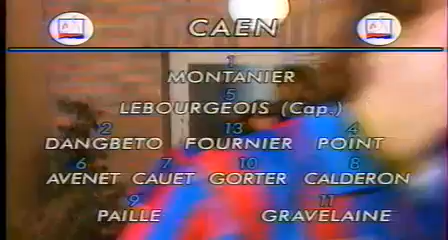 CAEN
1
MONTANIER
5
LEBOURGEOIS (Cap.)
2 13 4
DANGBETO FOURNIER POINT
6 7 10 8
AVENET CAUET GORTER CALDERON
9 11
PAILLE GRAVELAINE